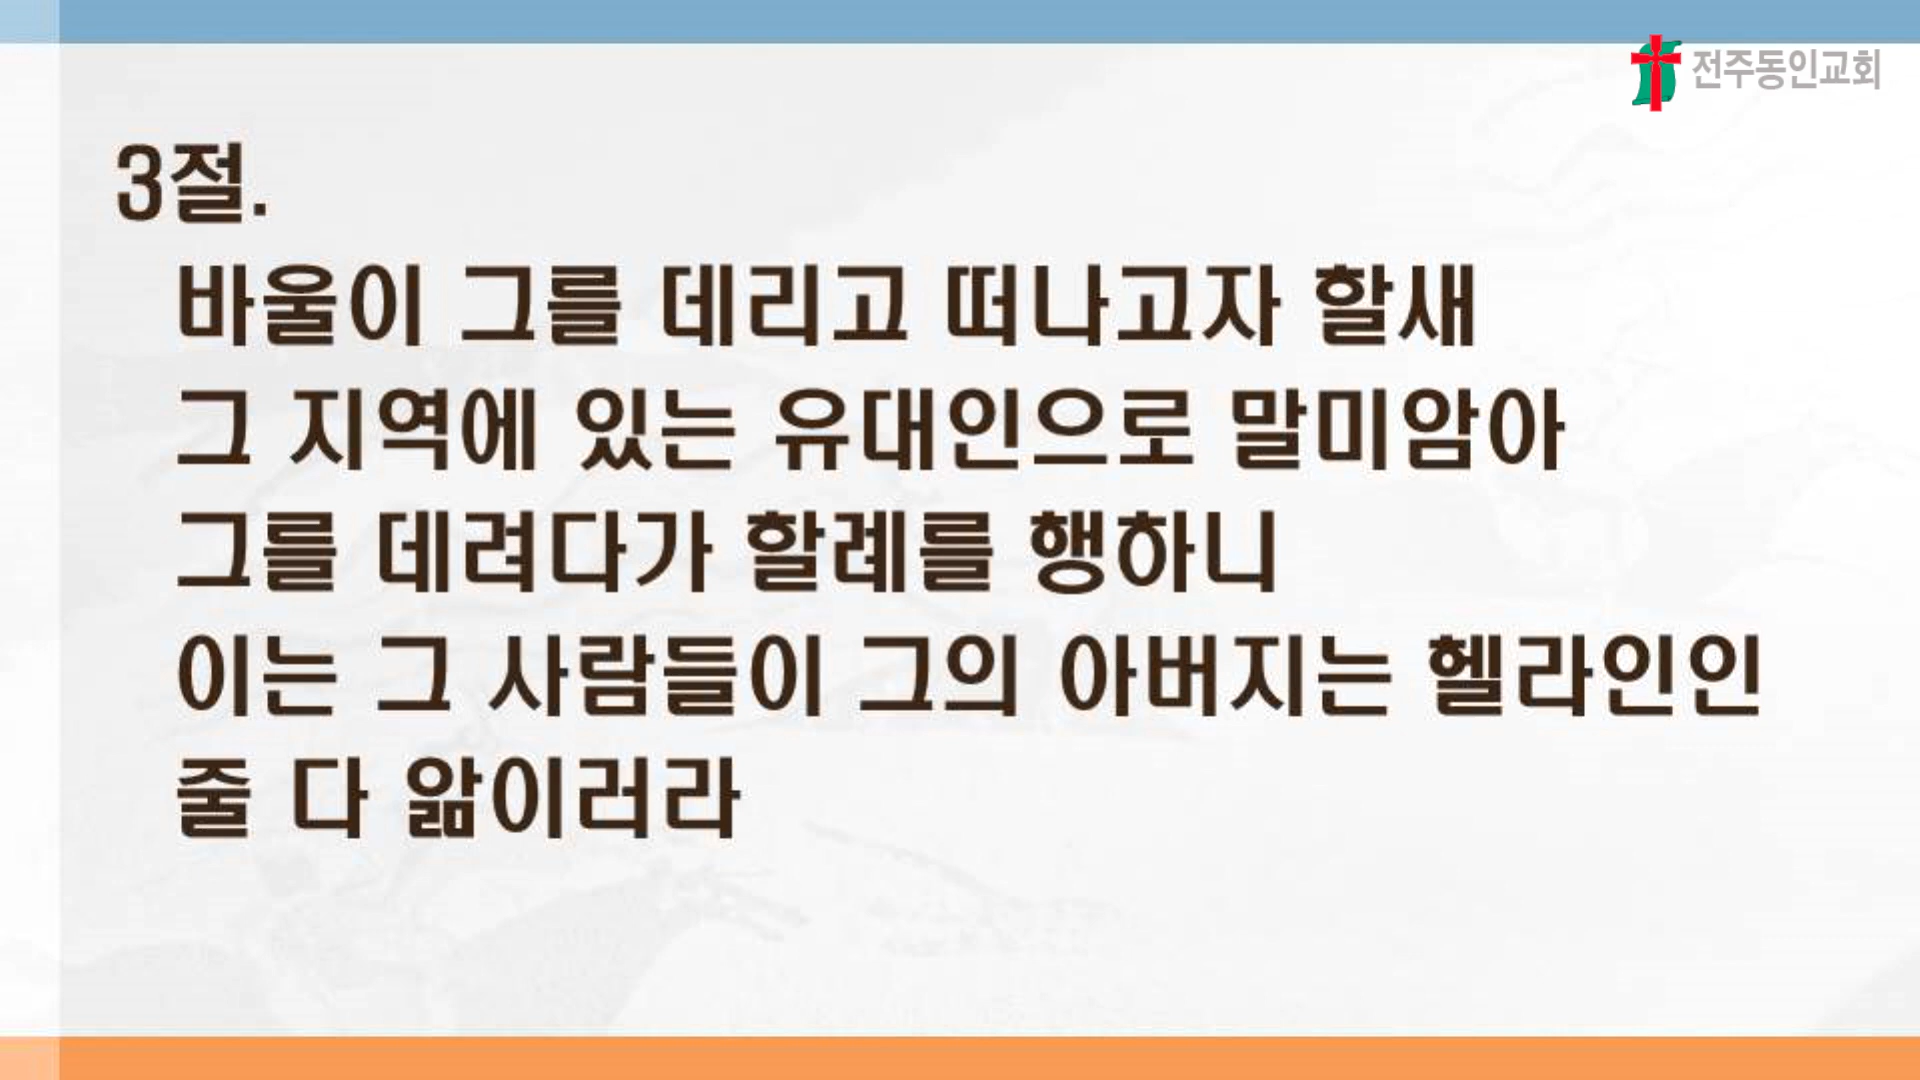 전주동인교회
3절.
바울이 그를 데리고 떠나고자 할새
그 지역에 있는 유대인으로 말미암아
그를 데려다가 할례를 행하니
이는 그 사람들이 그의 아버지는 헬라인인
줄 다 앎이러라